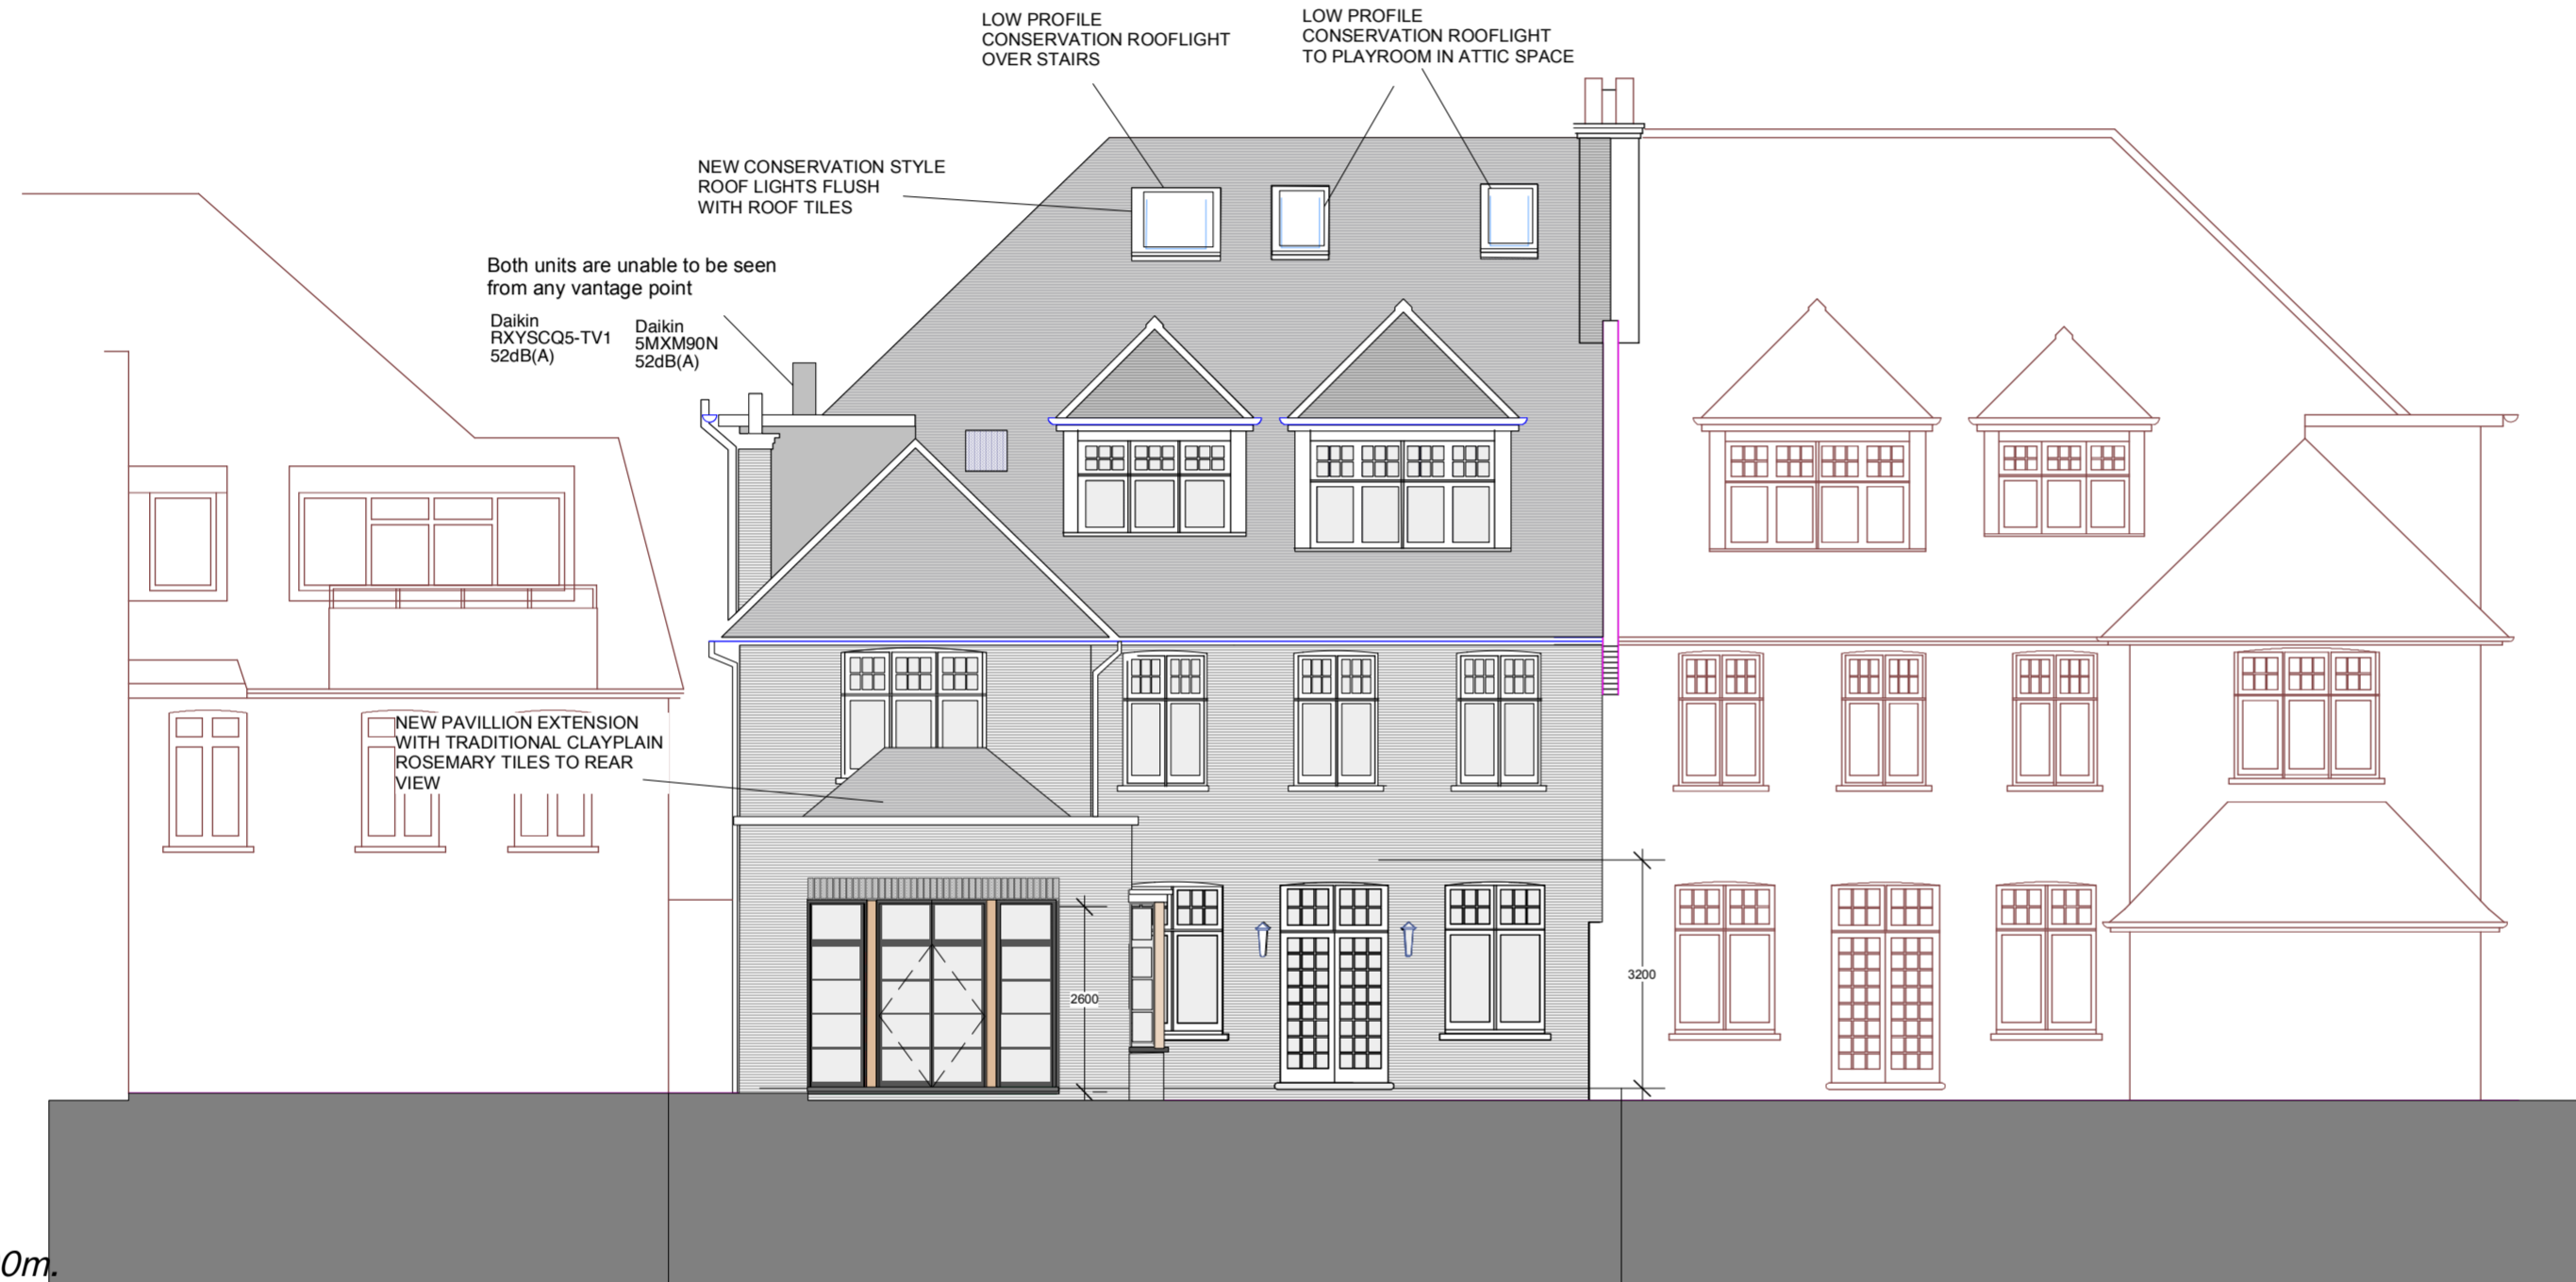 LOW PROFILE
CONSERVATION ROOFLIGHT
OVER STAIRS
LOW PROFILE
CONSERVATION ROOFLIGHT
TO PLAYROOM IN ATTIC SPACE
NEW CONSERVATION STYLE
ROOF LIGHTS FLUSH
WITH ROOF TILES
Both units are unable to be seen
from any vantage point
Daikin
RXYSCQ5-TV1
52dB(A)
Daikin
5MXM90N
52dB(A)
NEW PAVILLION EXTENSION
WITH TRADITIONAL CLAYPLAIN
ROSEMARY TILES TO REAR
VIEW
2600
3200
0m.